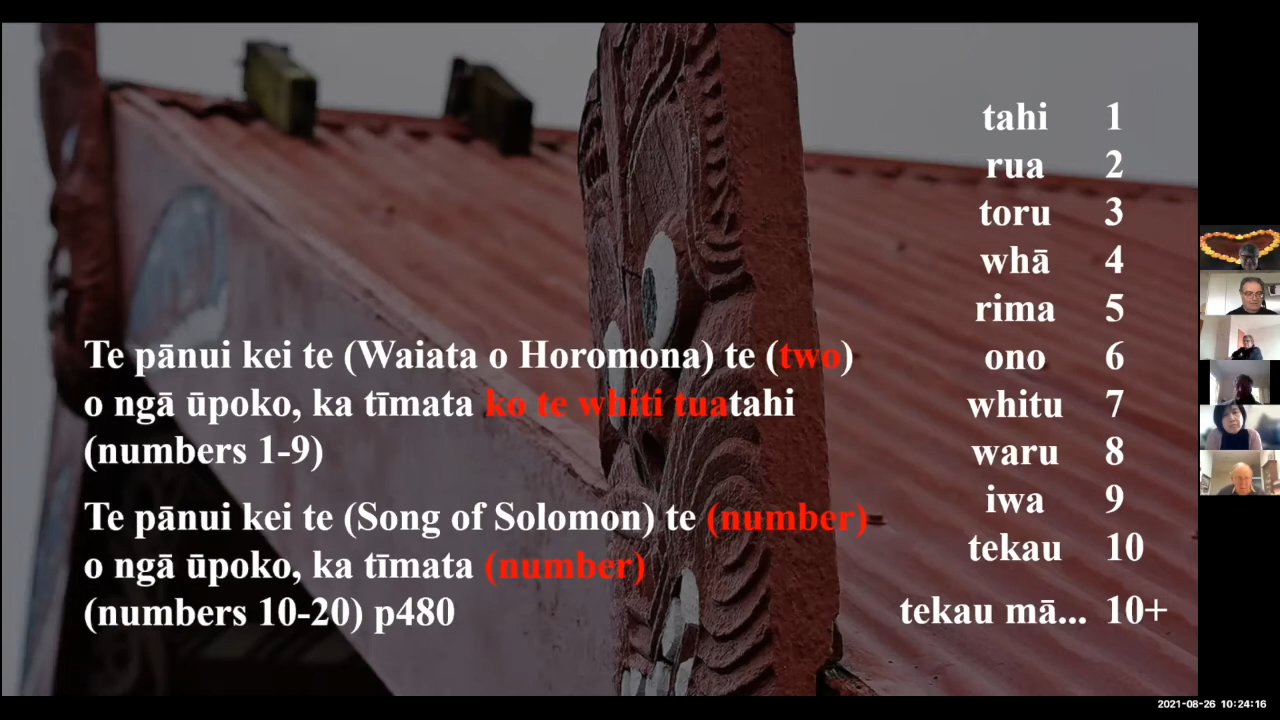 Te pānui kei te (Waiata o Horomona) te (two)
o ngā ūpoko, ka tīmata ko te whiti tuatahi
(numbers 1-9)
Te pānui kei te (Song of Solomon) te (number)
o ngā ūpoko, ka tīmata (number)
(numbers 10-20) p480
tahi 1
rua 2
toru 3
whā 4
rima 5
ono 6
whitu 7
waru 8
iwa 9
tekau 10
tekau mā... 10+
2021-08-26 10:24:16